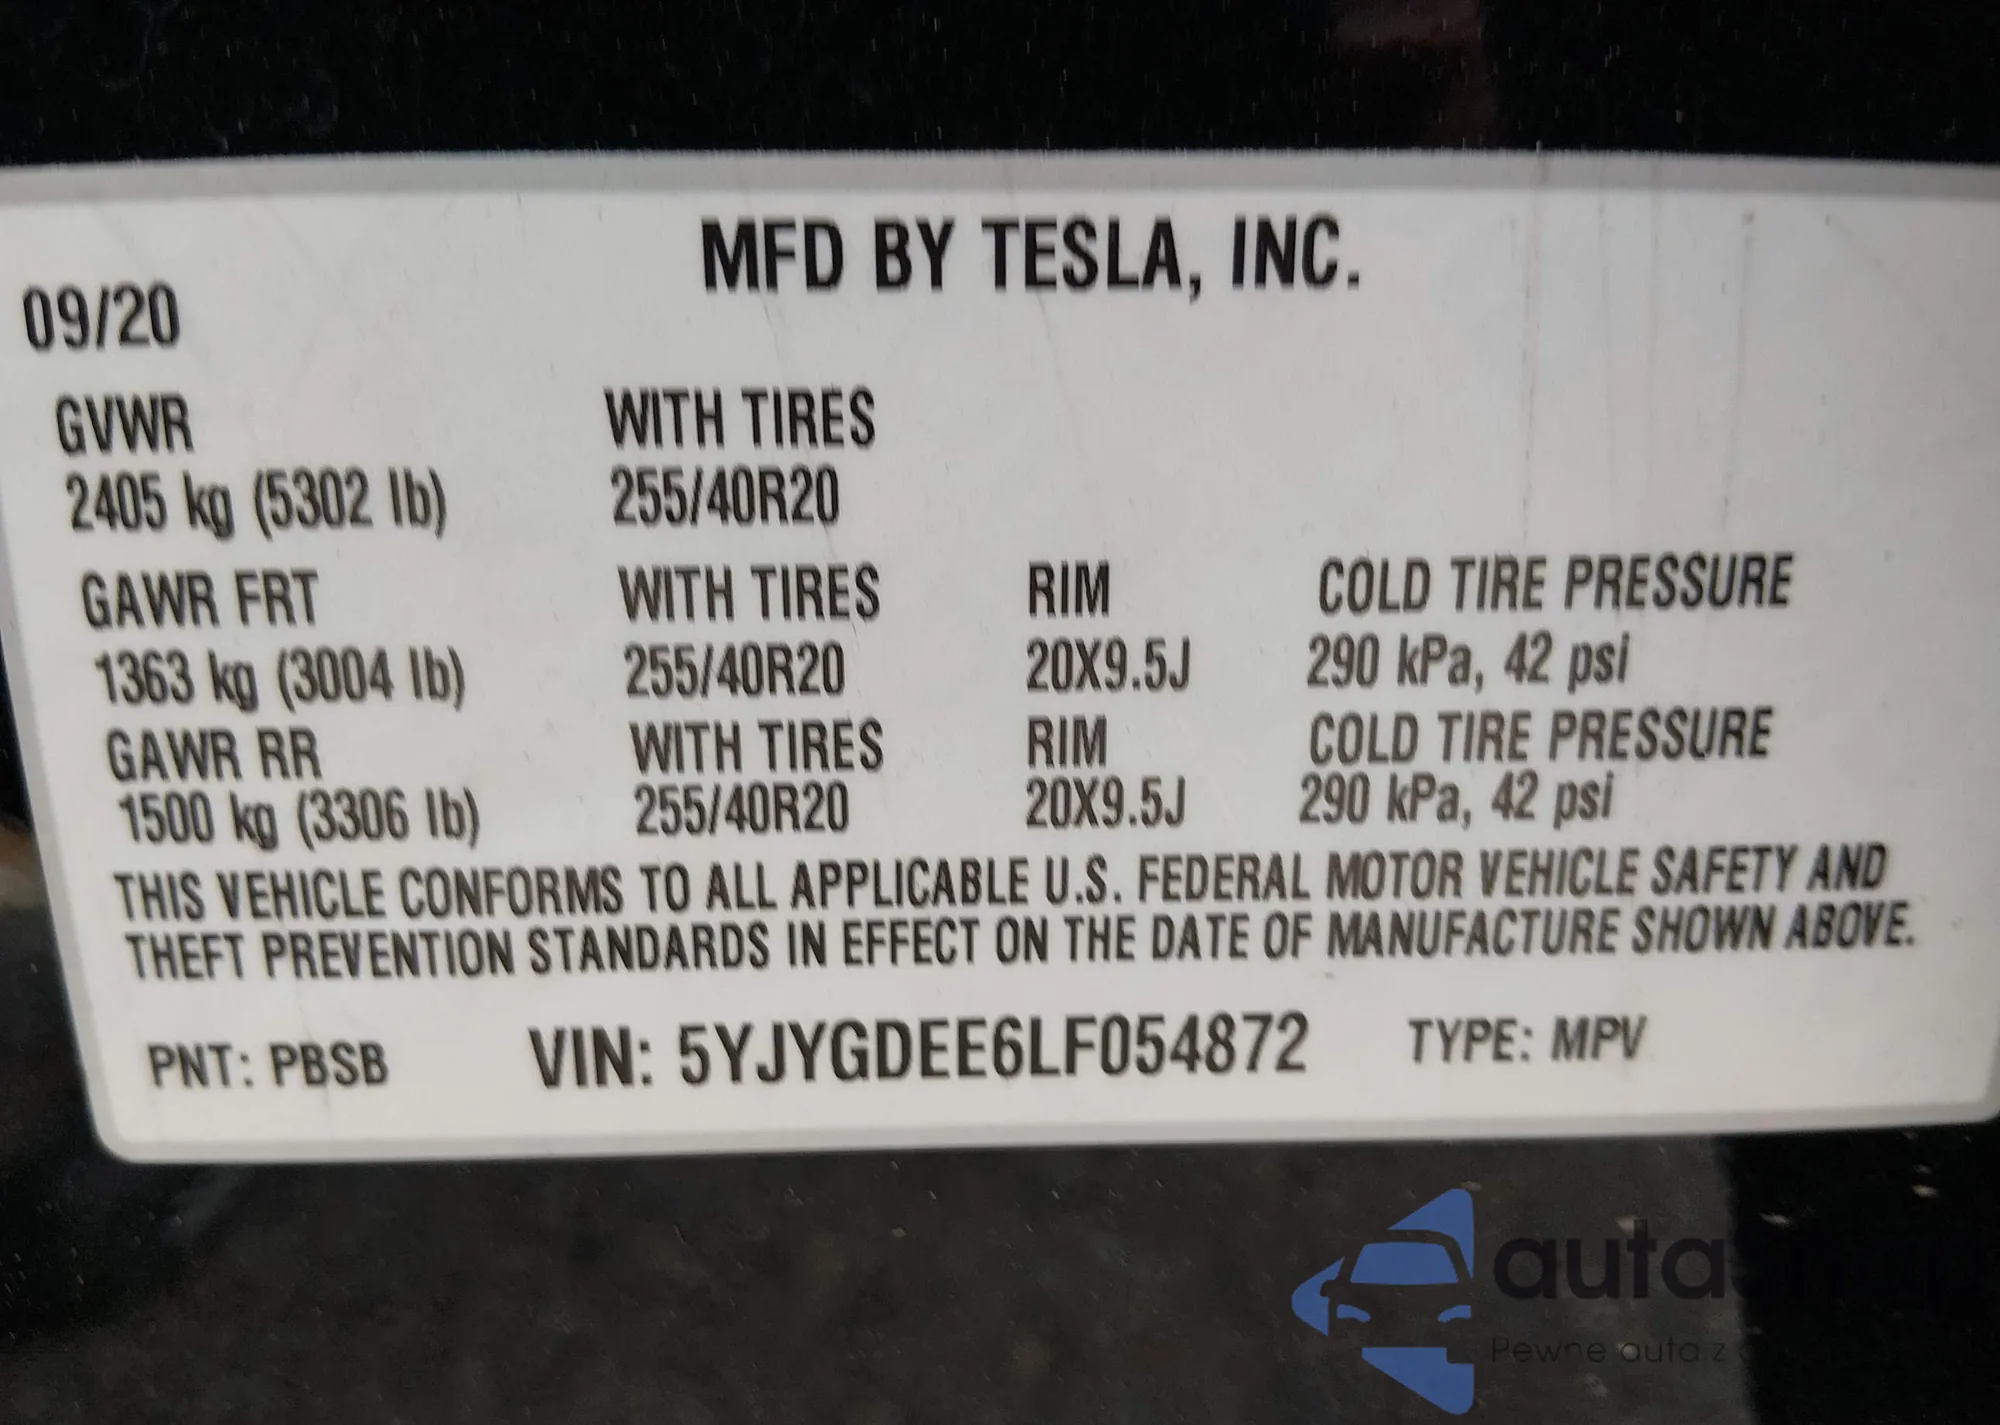 MFD BY TESLA, INC.
09/20
GVWR WITH TIRES
2405 kg (5302 lb) 255/40R20
GAWR FRT WITH TIRES RIM COLD TIRE PRESSURE
1363 kg (3004 lb) 255/40R20 20X9.5J 290 kPa, 42 psi
GAWR RR WITH TIRES RIM COLD TIRE PRESSURE
1500 kg (3306 lb) 255/40R20 20X9.5J 290 kPa, 42 psi
THIS VEHICLE CONFORMS TO ALL APPLICABLE U.S. FEDERAL MOTOR VEHICLE SAFETY AND
THEFT PREVENTION STANDARDS IN EFFECT ON THE DATE OF MANUFACTURE SHOWN ABOVE.
PNT: PBSB VIN: 5YJYGDEE6LF054872 TYPE: MPV
Pewne auta z